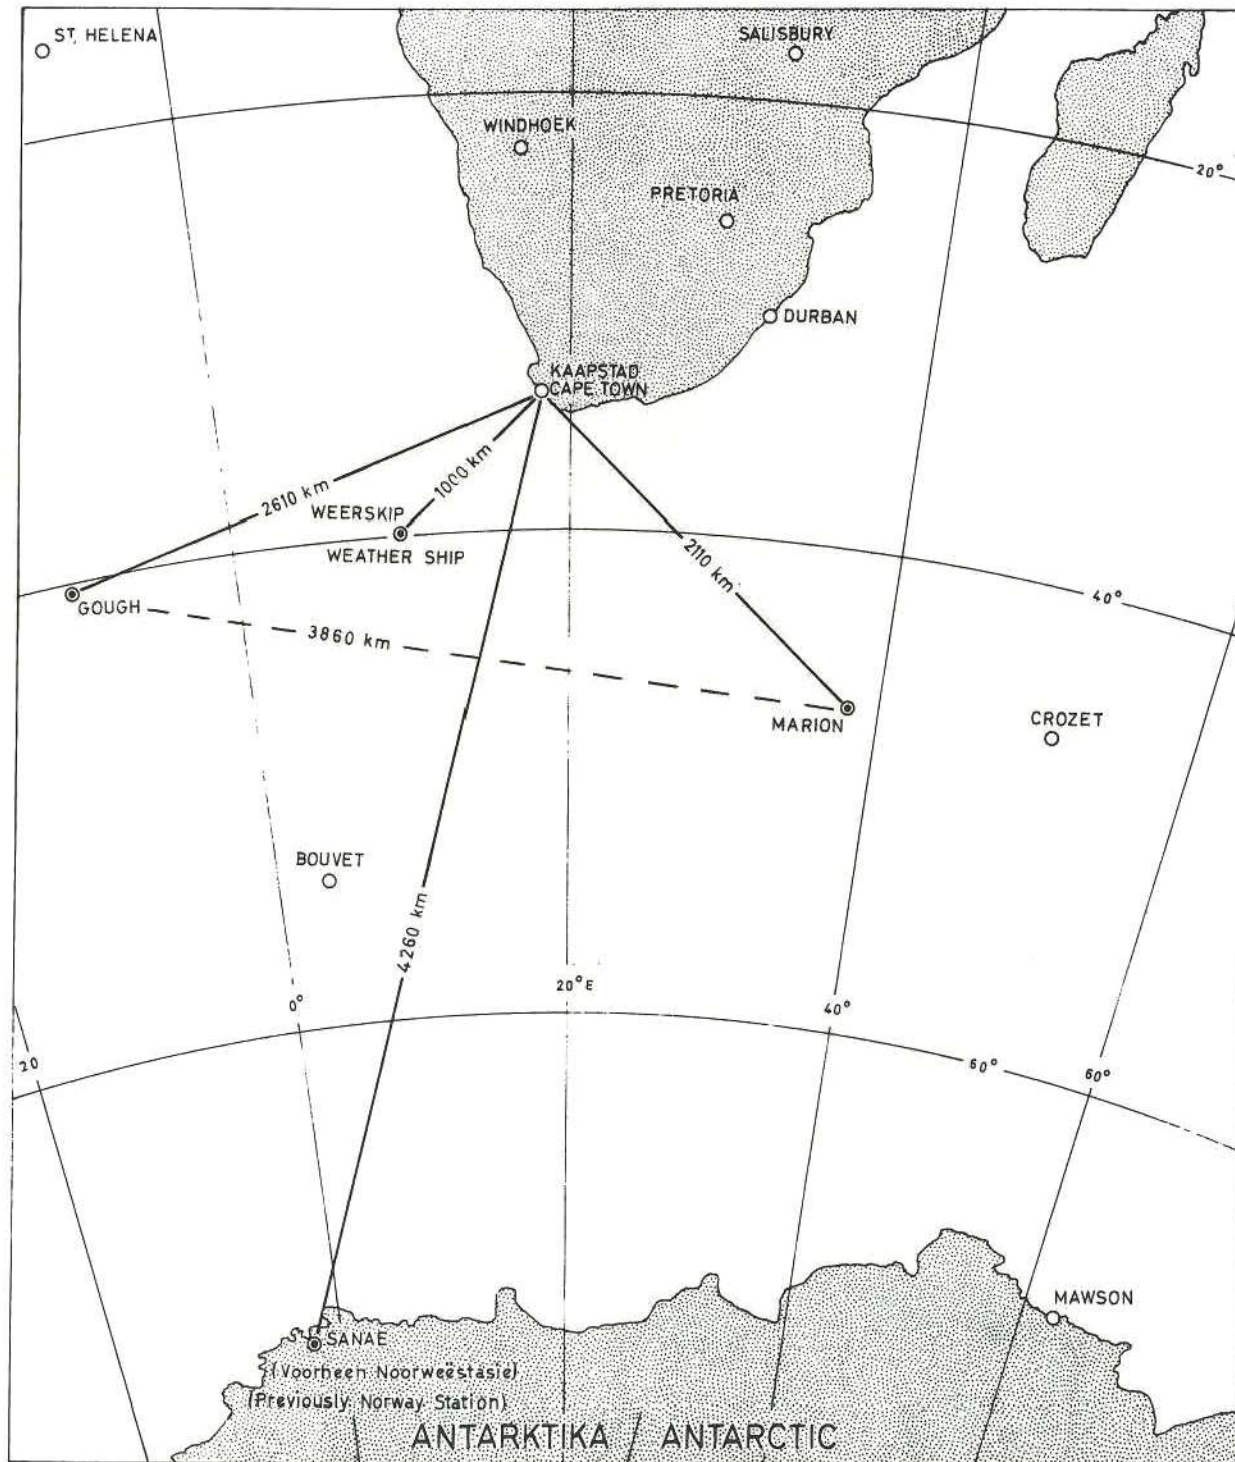 ST. HELENA
SALISBURY
WINDHOEK
20°
PRETORIA
DURBAN
KAAPSTAD
CAPE TOWN
1000 km
2610 km
WEERSKIP
WEATHER SHIP
2110 km
40°
GOUGH
3860 km
MARION
CROZET
BOUVET
4260 km
20°E
0°
40°
20
60°
60°
MAWSON
SANAE
(Voorheen Noorweëstasie)
(Previously Norway Station)
ANTARKTIKA / ANTARCTIC